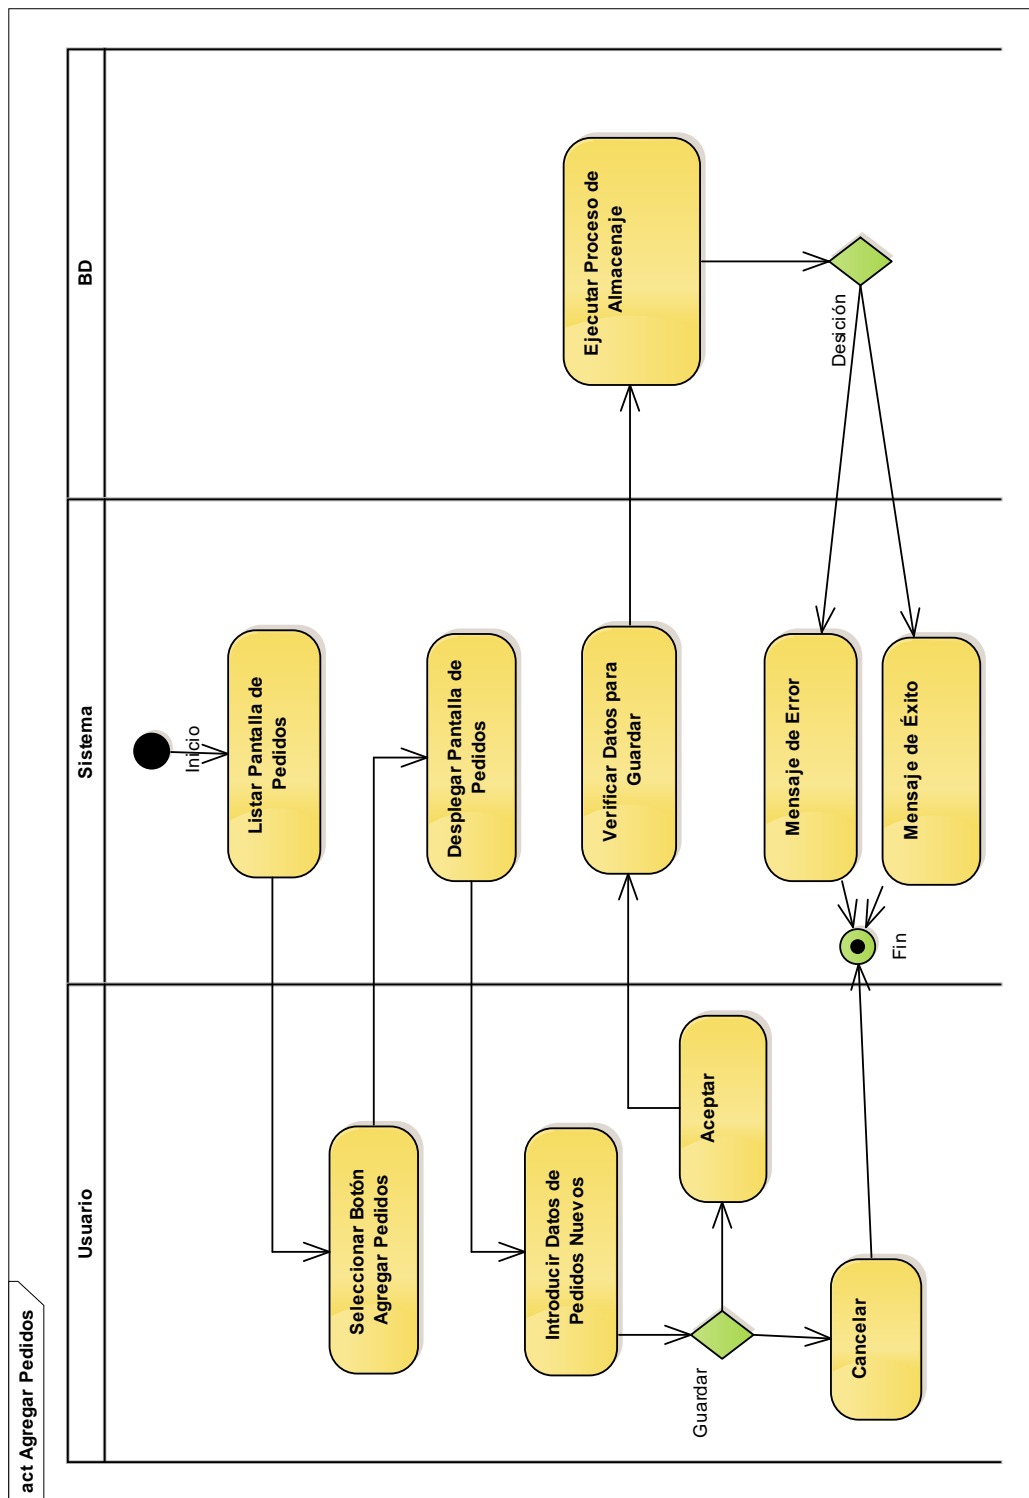 act Agregar Pedidos
Usuario
Sistema
BD
Inicio
Listar Pantalla de
Pedidos
Seleccionar Botón
Agregar Pedidos
Desplegar Pantalla de
Pedidos
Introducir Datos de
Pedidos Nuevos
Guardar
Aceptar
Cancelar
Verificar Datos para
Guardar
Ejecutar Proceso de
Almacenaje
Desición
Mensaje de Error
Mensaje de Éxito
Fin